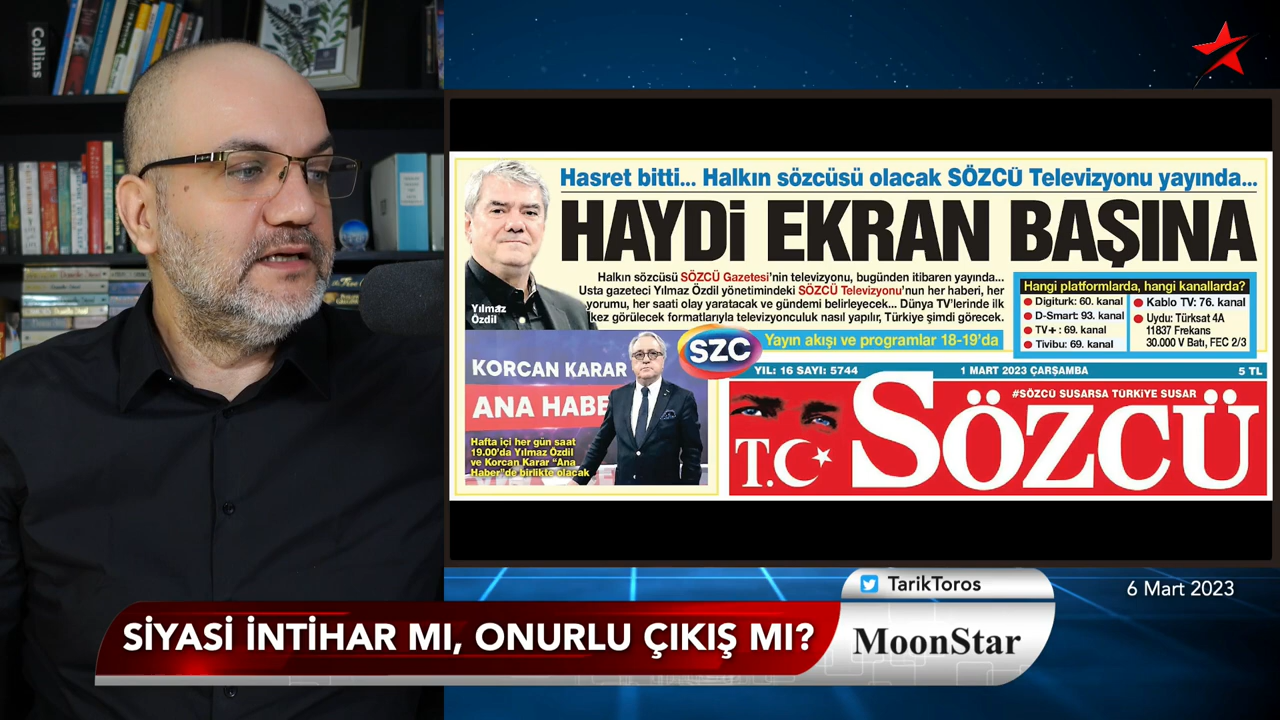 Collins
Hasret bitti... Halkın sözcüsü olacak SÖZCÜ Televizyonu yayında...
HAYDİ EKRAN BAŞINA
Halkın sözcüsü SÖZCÜ Gazetesi'nin televizyonu, bugünden itibaren yayında...
Usta gazeteci Yılmaz Özdil yönetimindeki SÖZCÜ Televizyonu'nun her haberi, her
yorumu, her saati olay yaratacak ve gündemi belirleyecek... Dünya TV'lerinde ilk
kez görülecek formatlarıyla televizyonculuk nasıl yapılır, Türkiye şimdi görecek.
Yılmaz
Özdil
Hangi platformlarda, hangi kanallarda?
Digiturk: 60. kanal
D-Smart: 93. kanal
TV+ : 69. kanal
Tivibu: 69. kanal
Kablo TV: 76. kanal
Uydu: Türksat 4A
11837 Frekans
30.000 V Batı, FEC 2/3
SZC
Yayın akışı ve programlar 18-19'da
KORCAN KARAR
ANA HABE
Hafta içi her gün saat
19.00'da Yılmaz Özdil
ve Korcan Karar "Ana
Haber"de birlikte olacak
YIL: 16 SAYI: 5744
1 MART 2023 ÇARŞAMBA
5 TL
#SÖZCÜ SUSARSA TÜRKİYE SUSAR
T.C
SÖZCÜ
TarikToros
6 Mart 2023
SİYASİ İNTİHAR MI, ONURLU ÇIKIŞ MI?
MoonStar